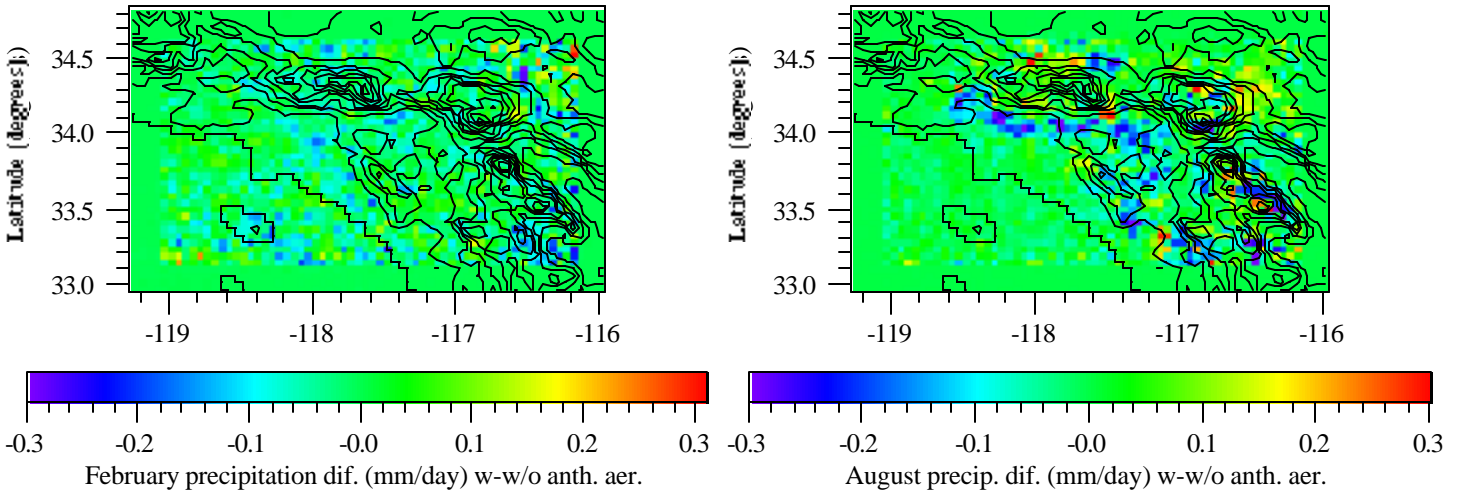 Latitude [degrees]
34.5
34.0
33.5
33.0
-119 -118 -117 -116
-0.3 -0.2 -0.1 -0.0 0.1 0.2 0.3
February precipitation dif. (mm/day) w-w/o anth. aer.
Latitude [degrees]
34.5
34.0
33.5
33.0
-119 -118 -117 -116
-0.3 -0.2 -0.1 -0.0 0.1 0.2 0.3
August precip. dif. (mm/day) w-w/o anth. aer.